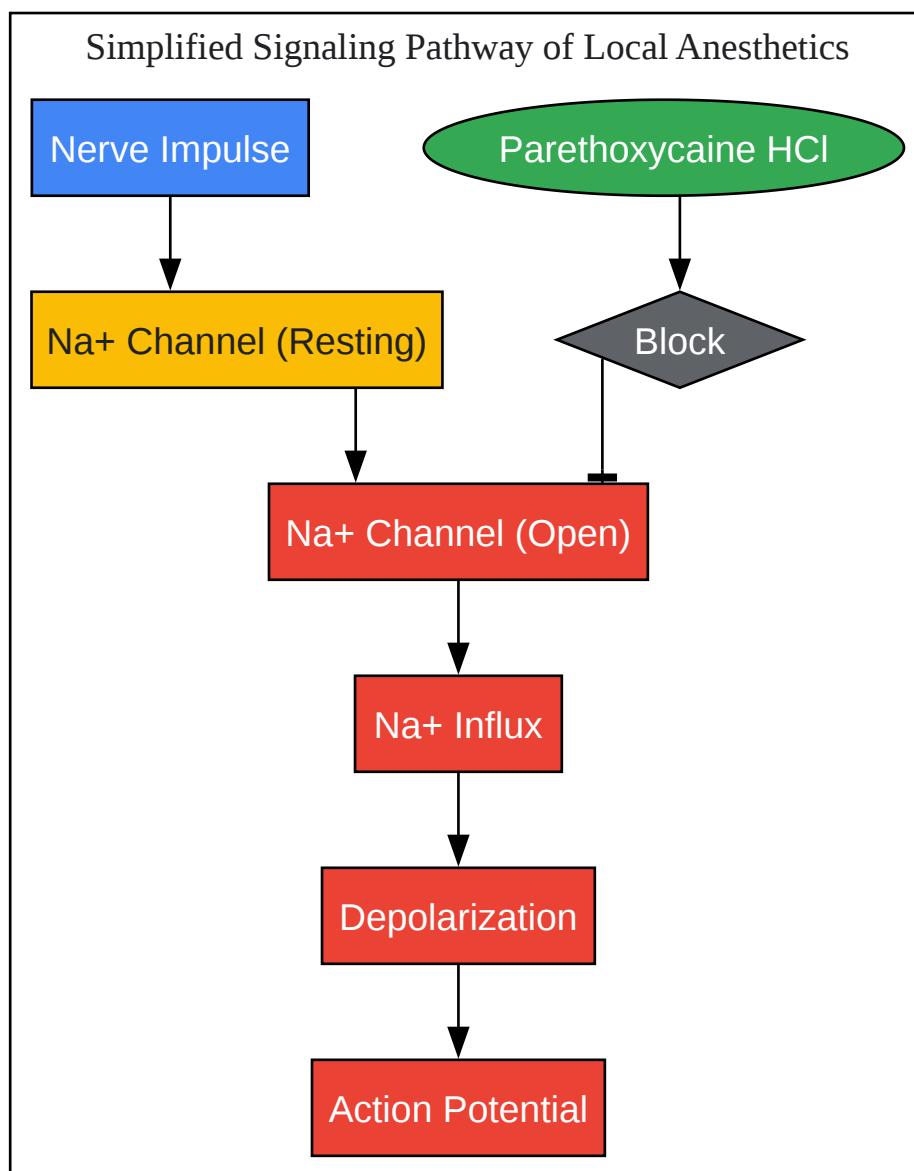 Simplified Signaling Pathway of Local Anesthetics
Nerve Impulse
Parethoxycaine HCl
Na+ Channel (Resting)
Block
Na+ Channel (Open)
Na+ Influx
Depolarization
Action Potential